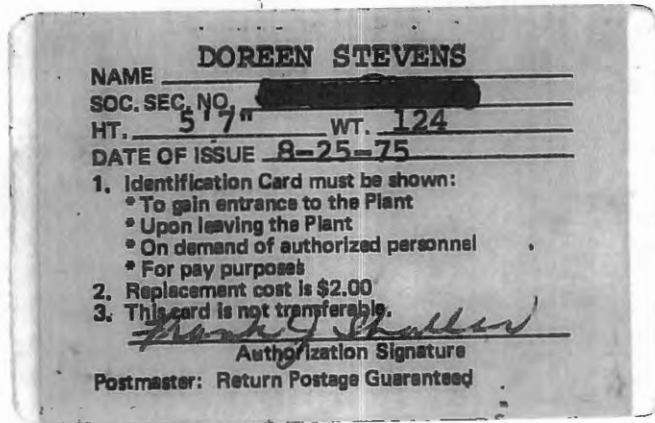 NAME DOREEN STEVENS
SOC. SEC. NO.
HT. 5'7" WT. 124
DATE OF ISSUE 8-25-75
1. Identification Card must be shown:
* To gain entrance to the Plant
* Upon leaving the Plant
* On demand of authorized personnel
* For pay purposes
2. Replacement cost is $2.00
3. This card is not transferable.
Frank J
Authorization Signature
Postmaster: Return Postage Guaranteed